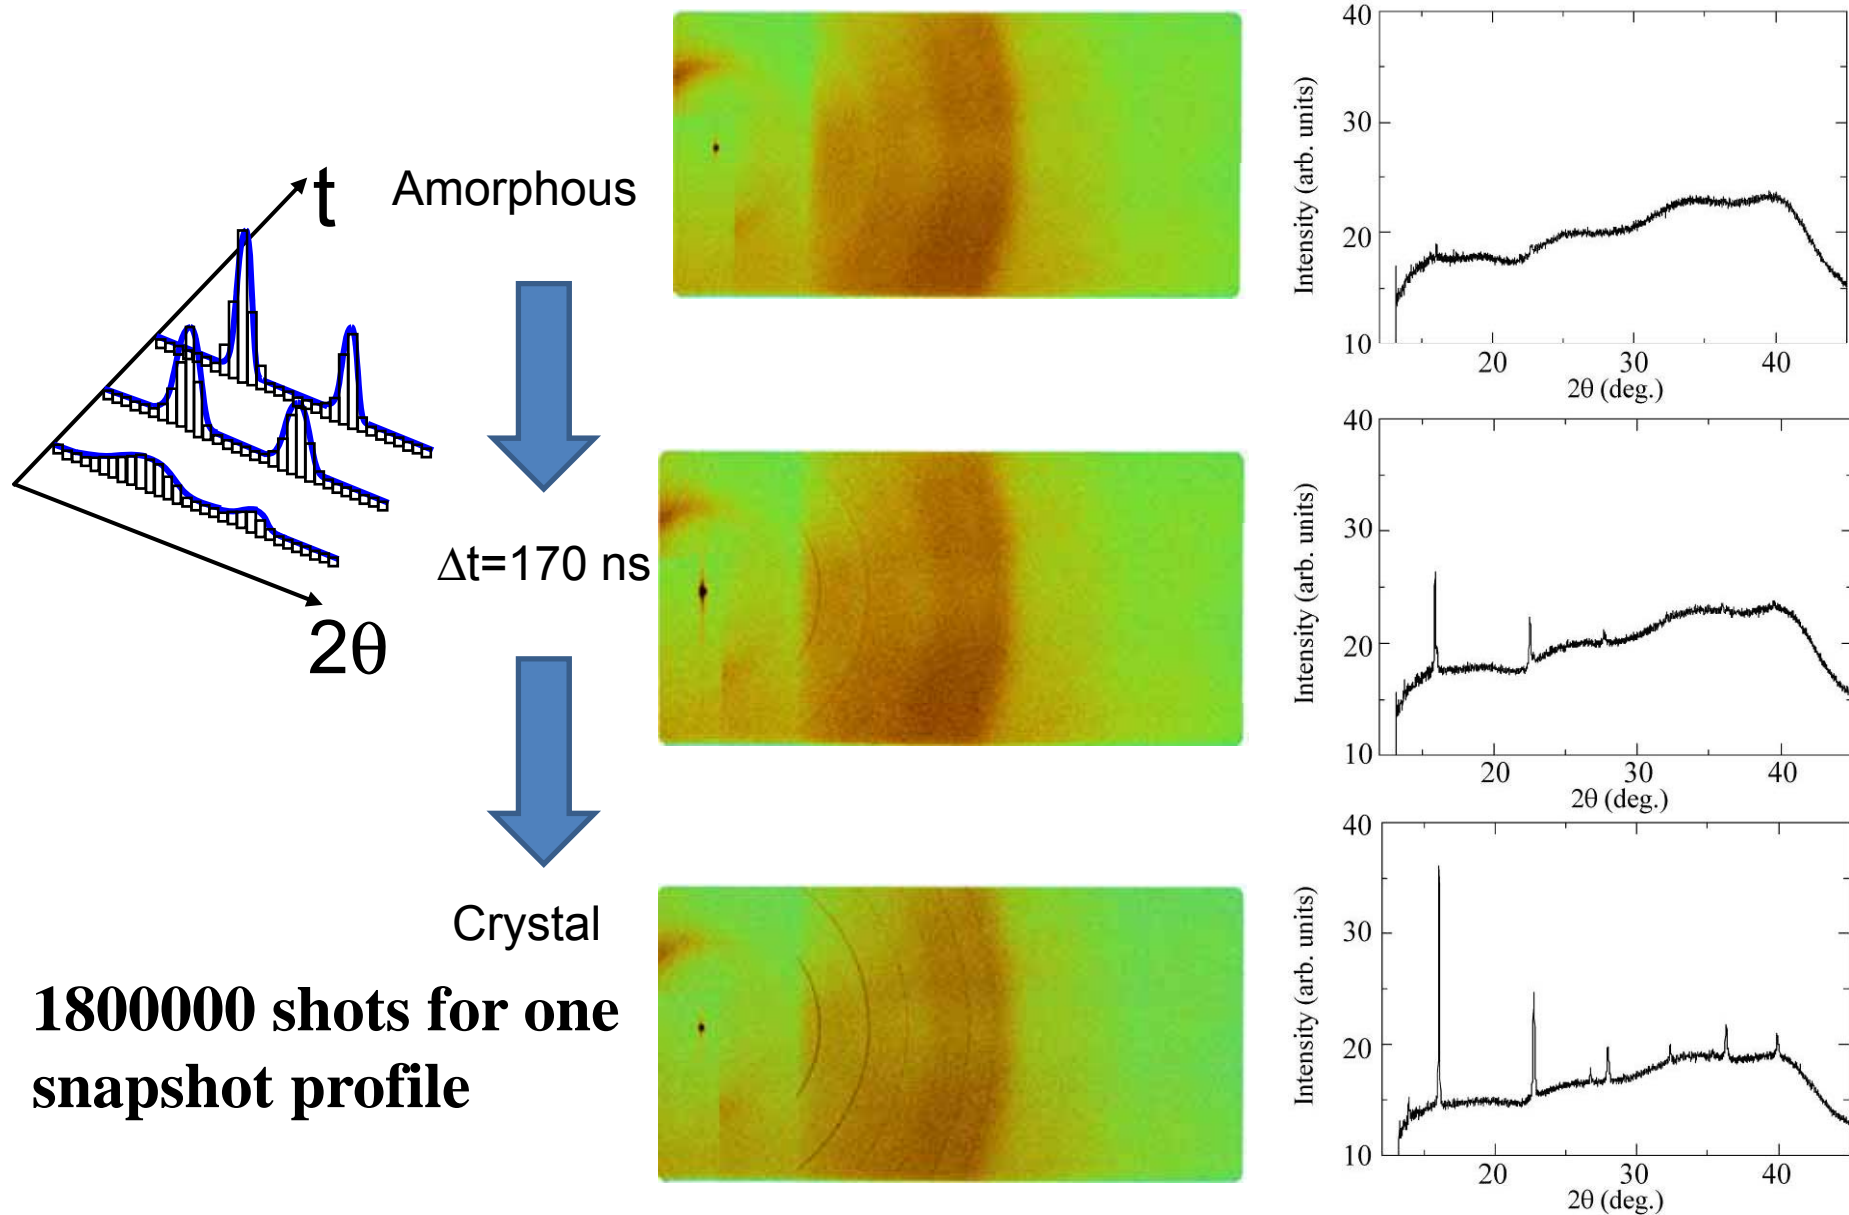 t
2θ
Amorphous
Δt=170 ns
Crystal
1800000 shots for one
snapshot profile
40
30
20
10
Intensity (arb. units)
20
30
40
2θ (deg.)
40
30
20
10
Intensity (arb. units)
20
30
40
2θ (deg.)
40
30
20
10
Intensity (arb. units)
20
30
40
2θ (deg.)